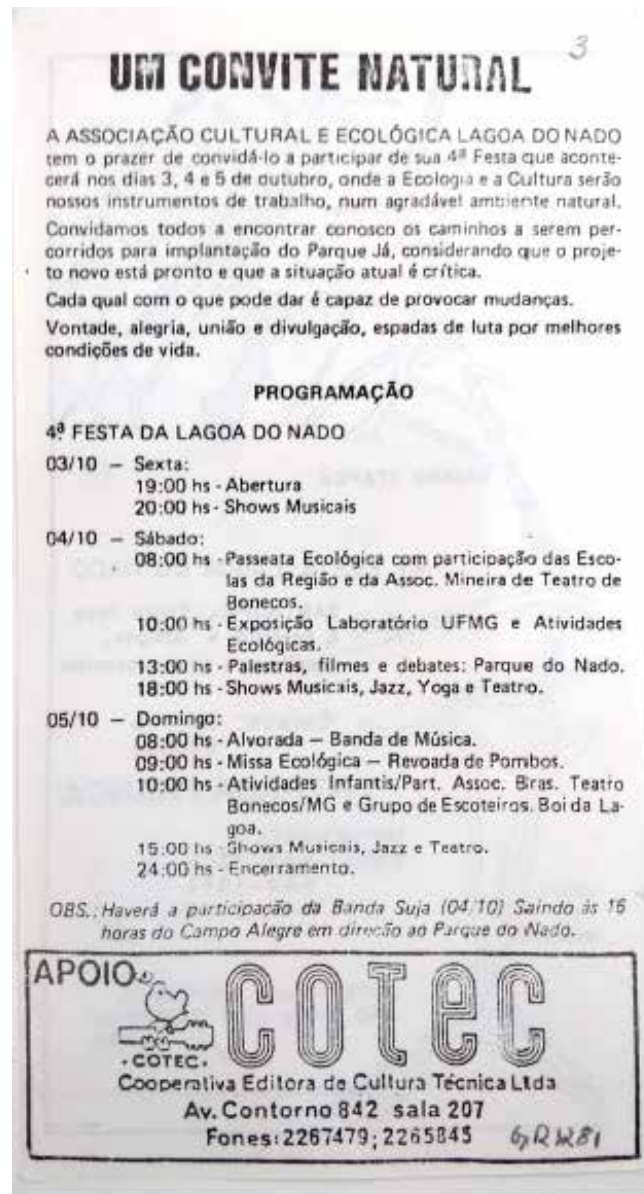 3
UM CONVITE NATURAL
A ASSOCIAÇÃO CULTURAL E ECOLÓGICA LAGOA DO NADO
tem o prazer de convidá-lo a participar de sua 4ª Festa que aconte-
cerá nos dias 3, 4 e 5 de outubro, onde a Ecologia e a Cultura serão
nossos instrumentos de trabalho, num agradável ambiente natural.
Convidamos todos a encontrar conosco os caminhos a serem per-
corridos para implantação do Parque Já, considerando que o proje-
to novo está pronto e que a situação atual é crítica.
Cada qual com o que pode dar é capaz de provocar mudanças.
Vontade, alegria, união e divulgação, espadas de luta por melhores
condições de vida.
PROGRAMAÇÃO
4ª FESTA DA LAGOA DO NADO
03/10 — Sexta:
19:00 hs - Abertura
20:00 hs - Shows Musicais
04/10 — Sábado:
08:00 hs - Passeata Ecológica com participação das Esco-
las da Região e da Assoc. Mineira de Teatro de
Bonecos.
10:00 hs - Exposição Laboratório UFMG e Atividades
Ecológicas.
13:00 hs - Palestras, filmes e debates: Parque do Nado.
18:00 hs - Shows Musicais, Jazz, Yoga e Teatro.
05/10 — Domingo:
08:00 hs - Alvorada — Banda de Música.
09:00 hs - Missa Ecológica — Revoada de Pombos.
10:00 hs - Atividades Infantis/Part. Assoc. Bras. Teatro
Bonecos/MG e Grupo de Escoteiros. Boi da La-
goa.
15:00 hs - Shows Musicais, Jazz e Teatro.
24:00 hs - Encerramento.
OBS.: Haverá a participacão da Banda Suja (04/10) Saindo às 16
horas do Campo Alegre em direcão ao Parque do Nado.
APOIO
COTEC
• COTEC •
Cooperativa Editora de Cultura Técnica Ltda
Av. Contorno 842 sala 207
Fones: 2267479; 2265845